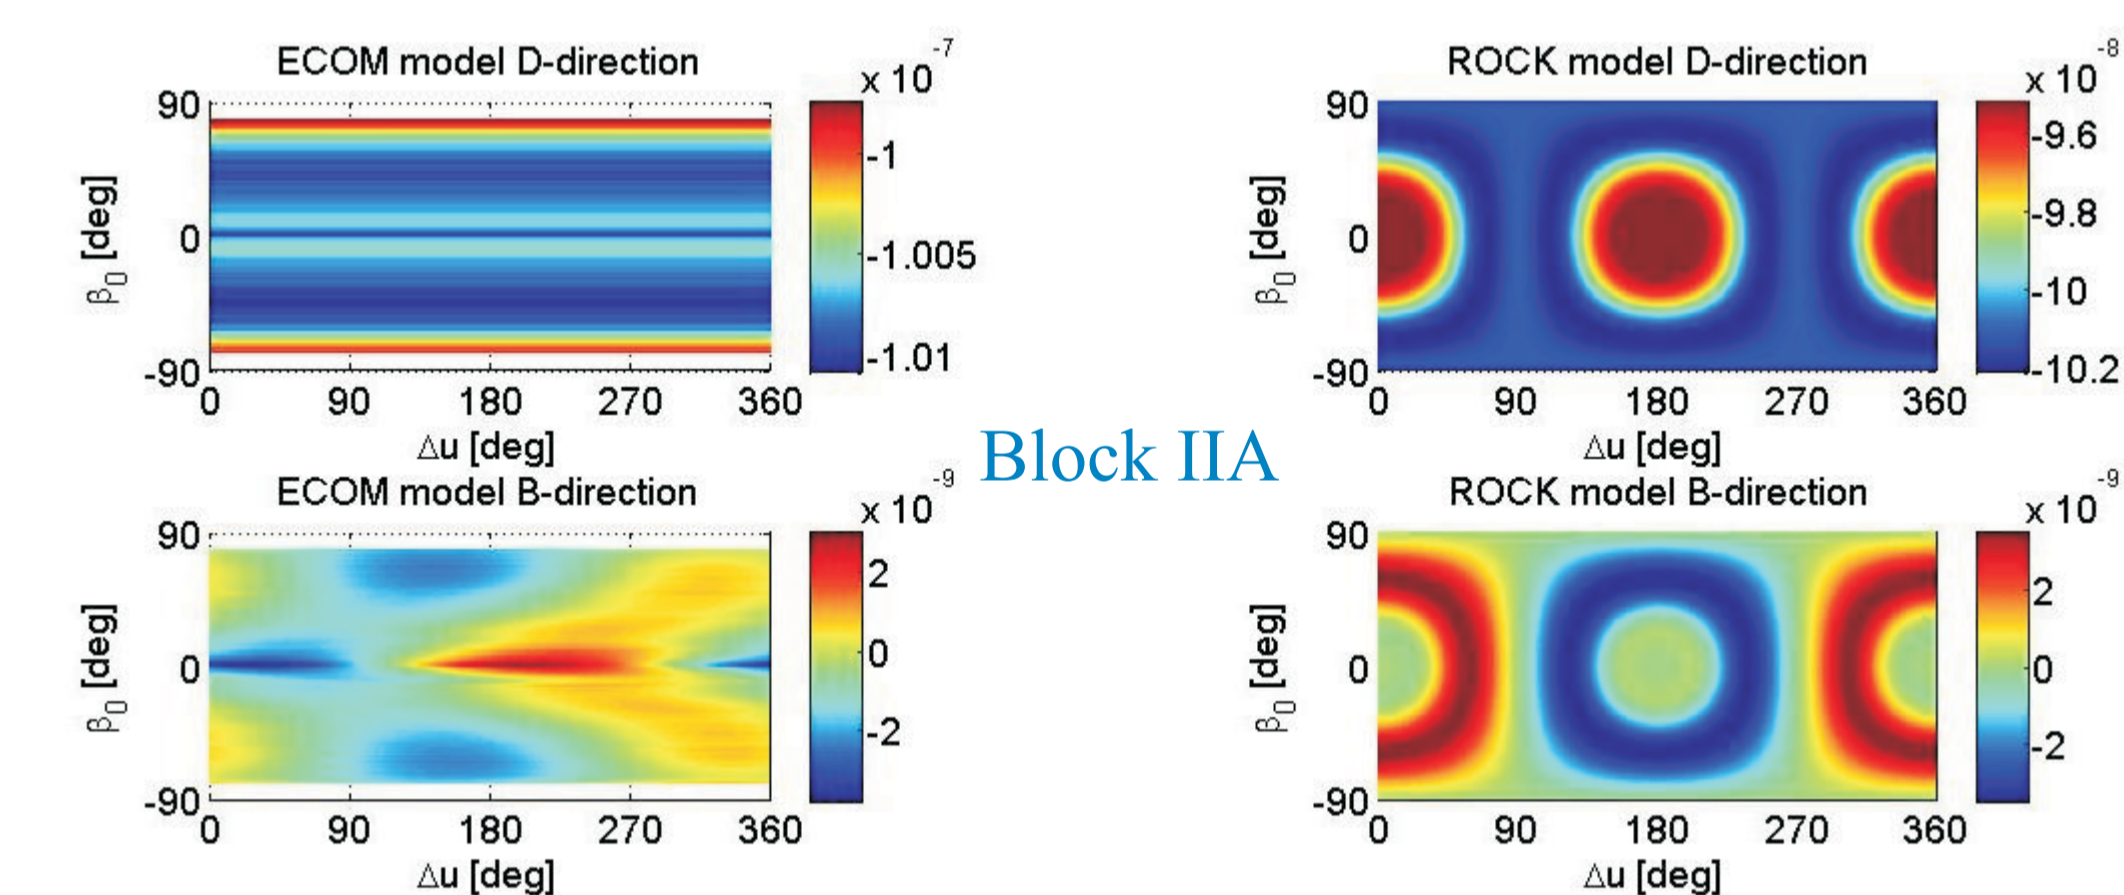 ECOM model D-direction
x 10
-7
90
0
-90
β0 [deg]
0 90 180 270 360
Δu [deg]
-1
-1.005
-1.01
ROCK model D-direction
x 10
-8
90
0
-90
β0 [deg]
0 90 180 270 360
Δu [deg]
-9.6
-9.8
-10
-10.2
Block IIA
ECOM model B-direction
x 10
-9
90
0
-90
β0 [deg]
0 90 180 270 360
Δu [deg]
2
0
-2
ROCK model B-direction
x 10
-9
90
0
-90
β0 [deg]
0 90 180 270 360
Δu [deg]
2
0
-2